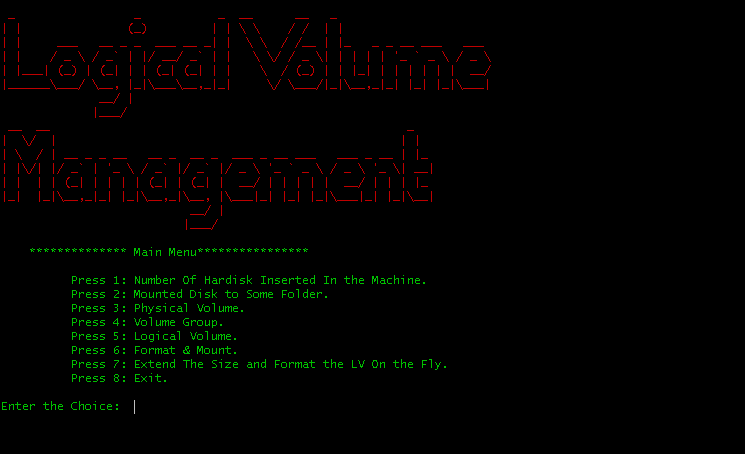 Logical Volume
Management
************** Main Menu****************
Press 1: Number Of Hardisk Inserted In the Machine.
Press 2: Mounted Disk to Some Folder.
Press 3: Physical Volume.
Press 4: Volume Group.
Press 5: Logical Volume.
Press 6: Format & Mount.
Press 7: Extend The Size and Format the LV On the Fly.
Press 8: Exit.
Enter the Choice: